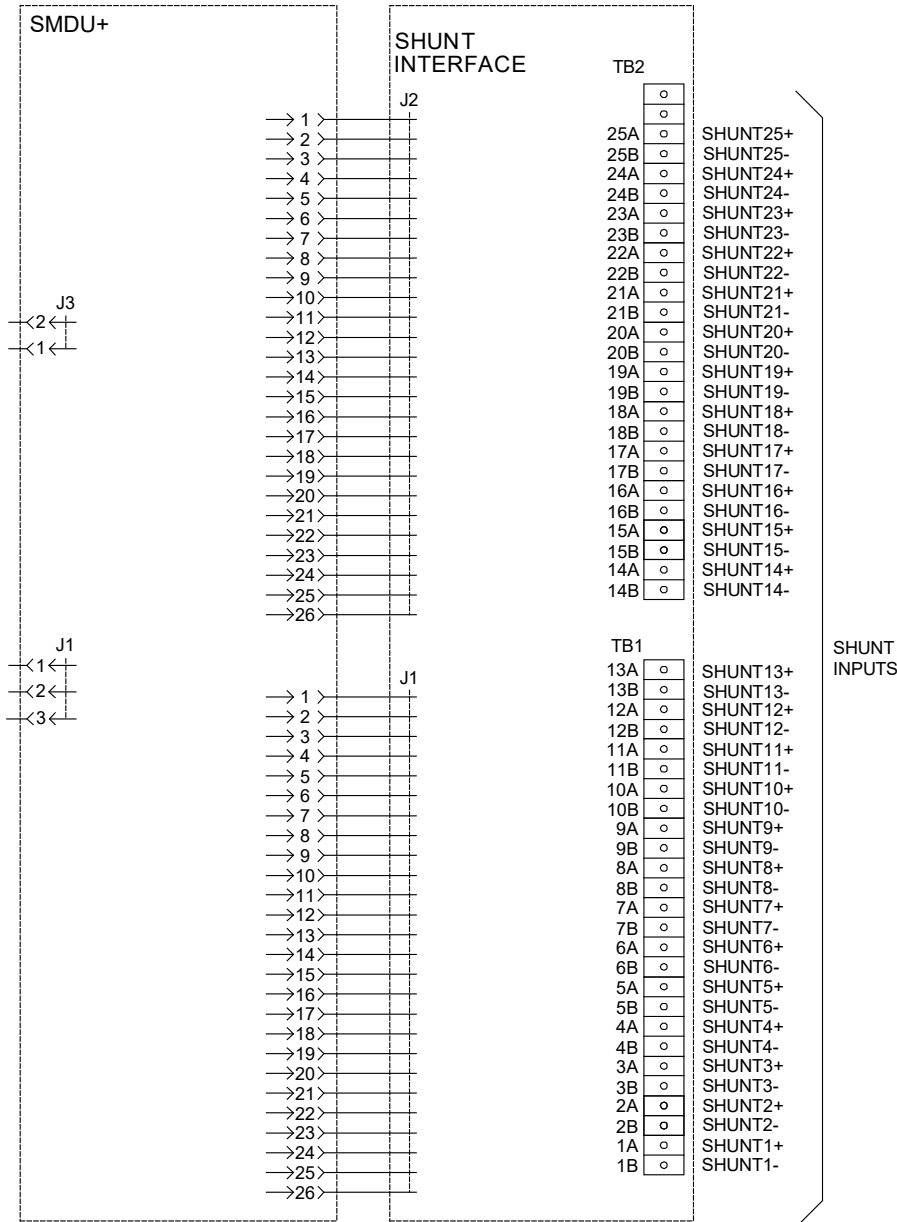 SMDU+
J3
2
1
J1
1
2
3
SHUNT
INTERFACE
J2
1
2
3
4
5
6
7
8
9
10
11
12
13
14
15
16
17
18
19
20
21
22
23
24
25
26
J1
1
2
3
4
5
6
7
8
9
10
11
12
13
14
15
16
17
18
19
20
21
22
23
24
25
26
TB2
25A SHUNT25+
25B SHUNT25-
24A SHUNT24+
24B SHUNT24-
23A SHUNT23+
23B SHUNT23-
22A SHUNT22+
22B SHUNT22-
21A SHUNT21+
21B SHUNT21-
20A SHUNT20+
20B SHUNT20-
19A SHUNT19+
19B SHUNT19-
18A SHUNT18+
18B SHUNT18-
17A SHUNT17+
17B SHUNT17-
16A SHUNT16+
16B SHUNT16-
15A SHUNT15+
15B SHUNT15-
14A SHUNT14+
14B SHUNT14-
TB1
13A SHUNT13+
13B SHUNT13-
12A SHUNT12+
12B SHUNT12-
11A SHUNT11+
11B SHUNT11-
10A SHUNT10+
10B SHUNT10-
9A SHUNT9+
9B SHUNT9-
8A SHUNT8+
8B SHUNT8-
7A SHUNT7+
7B SHUNT7-
6A SHUNT6+
6B SHUNT6-
5A SHUNT5+
5B SHUNT5-
4A SHUNT4+
4B SHUNT4-
3A SHUNT3+
3B SHUNT3-
2A SHUNT2+
2B SHUNT2-
1A SHUNT1+
1B SHUNT1-
SHUNT
INPUTS